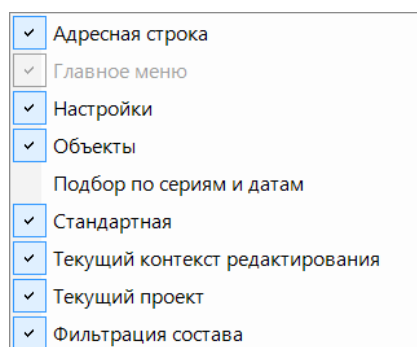 Адресная строка
Главное меню
Настройки
Объекты
Подбор по сериям и датам
Стандартная
Текущий контекст редактирования
Текущий проект
Фильтрация состава